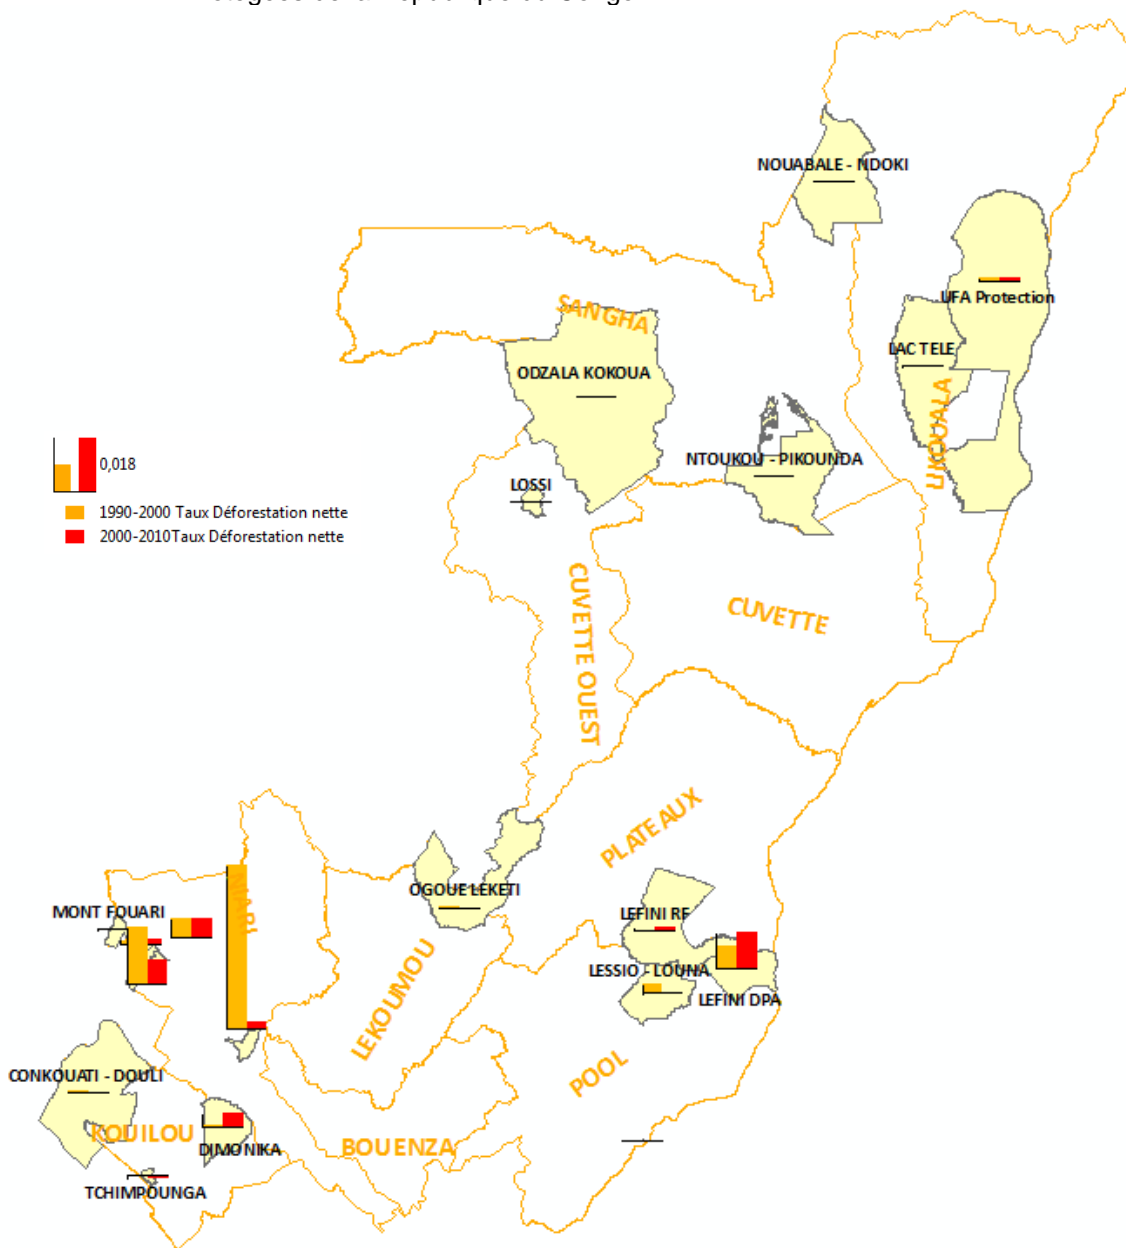 NOUABALE - NDOKI
UFA Protection
SANGHA
LAC TELE
ODZALA KOKOUA
LIKOUALA
0,018
NTOUKOU - PIKOUNDA
LOSSI
1990-2000 Taux Déforestation nette
2000-2010Taux Déforestation nette
CUVETTE
CUVETTE OUEST
PLATEAUX
OGOUE LEKETI
MONT FOUARI
NIARI
LEFINI RF
LESSIO - LOUNA
LEFINI DPA
LEKOUMOU
POOL
CONKOUATI - DOULI
KOUILOU
DIMONIKA
BOUENZA
TCHIMPOUNGA